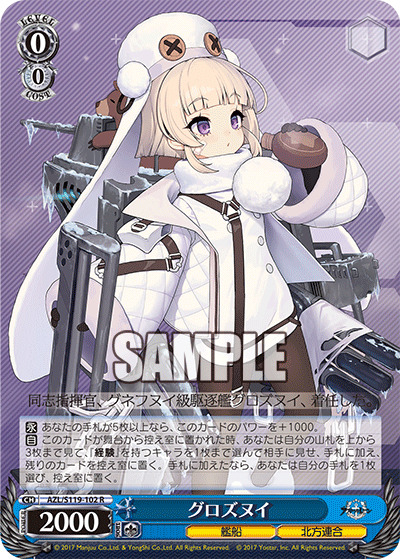 LEVEL
0
0
COST
SAMPLE
同志指揮官、グネフヌイ級駆逐艦グロズヌイ、着任した。
永 あなたの手札が5枚以上なら、このカードのパワーを+1000。
自 このカードが舞台から控え室に置かれた時、あなたは自分の山札を上から
3枚まで見て、「経験」を持つキャラを1枚まで選んで相手に見せ、手札に加え、
残りのカードを控え室に置く。手札に加えたなら、あなたは自分の手札を1枚
選び、控え室に置く。
CH AZL/S119-102 R
グロズヌイ
2000
艦船
北方連合
© 2017 Manjuu Co.,Ltd. & YongShi Co.,Ltd. All Rights Reserved. © 2017 Yostar, Inc. All Rights Reserved.